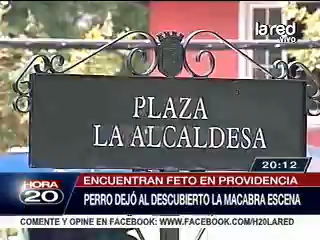 la red
Vivo
PLAZA
LA ALCALDESA
20:12
HORA
20
ENCUENTRAN FETO EN PROVIDENCIA
PERRO DEJÓ AL DESCUBIERTO LA MACABRA ESCENA
COMENTE Y OPINE EN FACEBOOK: WWW.FACEBOOK.COM/H20LARED